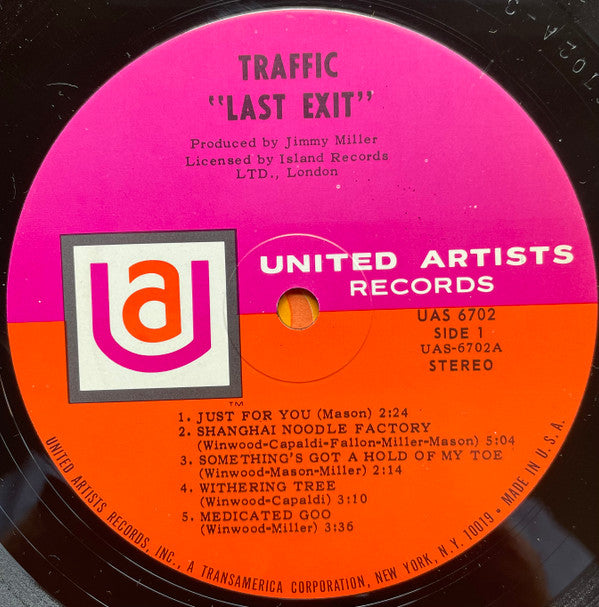 TRAFFIC
"LAST EXIT"
Produced by Jimmy Miller
Licensed by Island Records
LTD., London
ua
UNITED ARTISTS
RECORDS
UAS 6702
SIDE 1
UAS-6702A
STEREO
TM
1. JUST FOR YOU (Mason) 2:24
2. SHANGHAI NOODLE FACTORY
(Winwood-Capaldi-Fallon-Miller-Mason) 5:04
3. SOMETHING'S GOT A HOLD OF MY TOE
(Winwood-Mason-Miller) 2:14
4. WITHERING TREE
(Winwood-Capaldi) 3:10
5. MEDICATED GOO
(Winwood-Miller) 3:36
UNITED ARTISTS RECORDS, INC., A TRANSAMERICA CORPORATION, NEW YORK, N.Y. 10019 • MADE IN U.S.A.